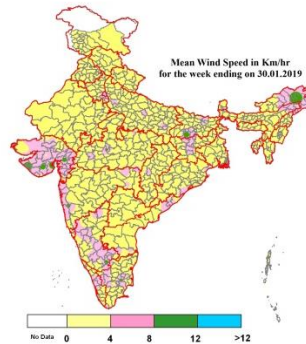 Mean Wind Speed in Km/hr
for the week ending on 30.01.2019
No Data 0 4 8 12 >12